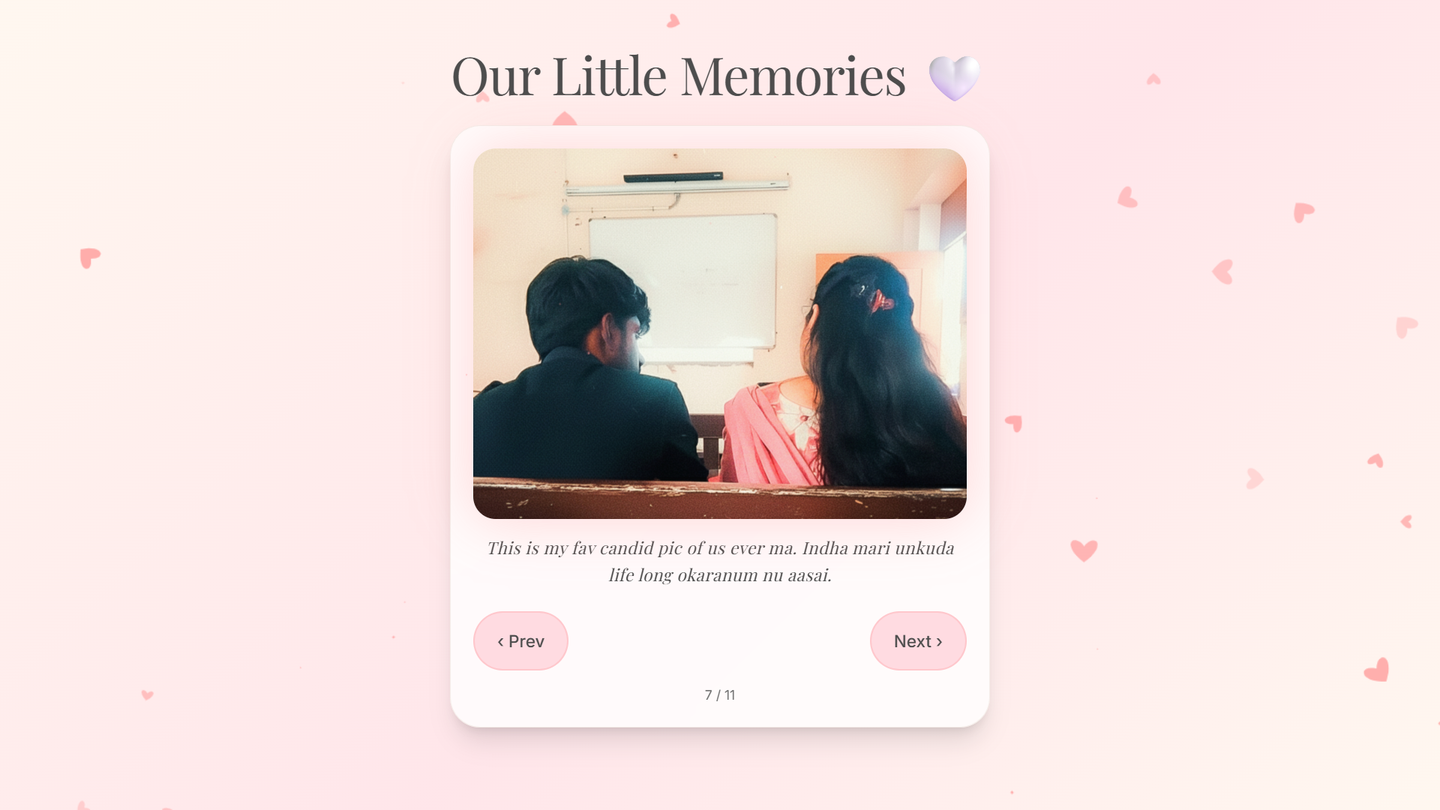 Our Little Memories 🤍
This is my fav candid pic of us ever ma. Indha mari unkuda
life long okaranum nu aasai.
‹ Prev
Next ›
7 / 11